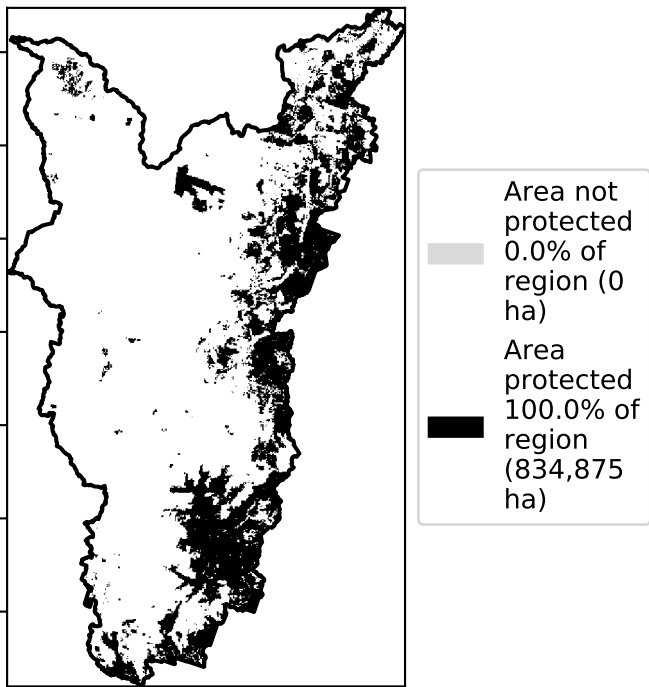 Area not
protected
0.0% of
region (0
ha)
Area
protected
100.0% of
region
(834,875
ha)